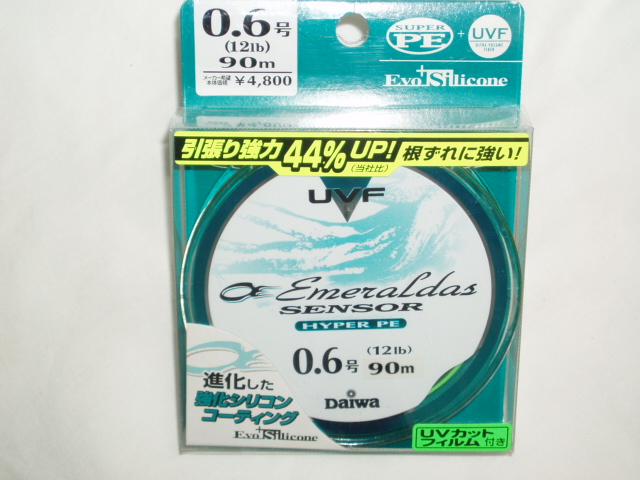 0.6号
(12lb)
90m
メーカー希望
本体価格 ¥4,800
SUPER
PE
+
UVF
Evo+Silicone
引張り強力44%UP!
(当社比)
根ずれに強い!
UVF
Emeraldas
SENSOR
HYPER PE
0.6号 (12lb)
90m
DAIWA
進化した
強化シリコン
コーティング
Evo+Silicone
UVカット
フィルム付き